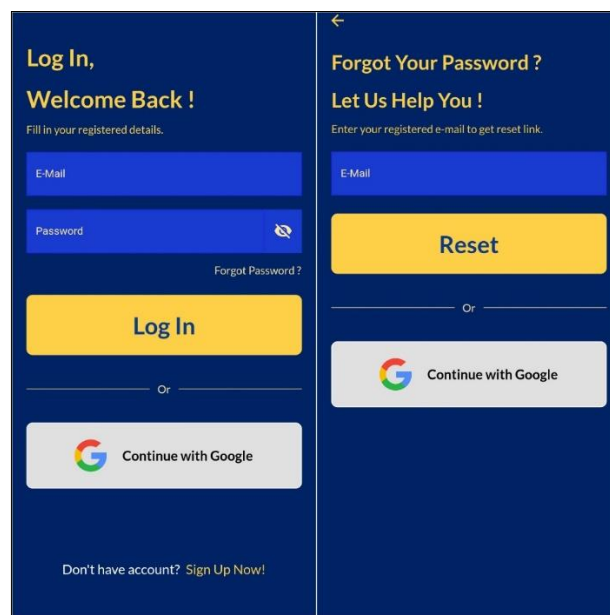 Log In,
Welcome Back !
Fill in your registered details.
E-Mail
Password
Forgot Password ?
Log In
Or
Continue with Google
Don't have account? Sign Up Now!
Forgot Your Password ?
Let Us Help You !
Enter your registered e-mail to get reset link.
E-Mail
Reset
Or
Continue with Google